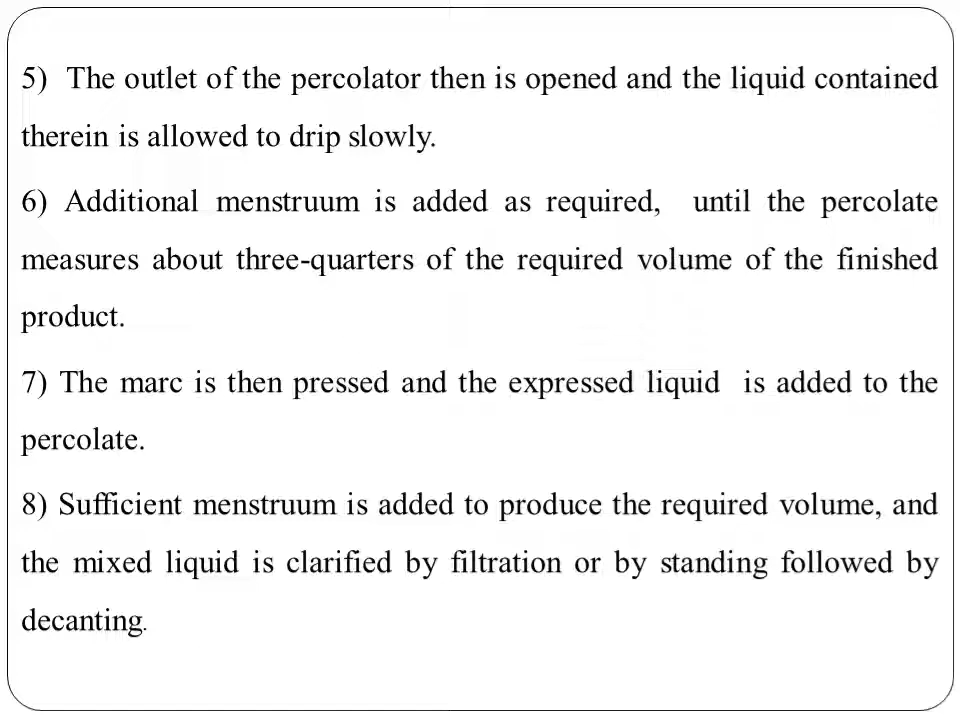 5) The outlet of the percolator then is opened and the liquid contained
therein is allowed to drip slowly.
6) Additional menstruum is added as required, until the percolate
measures about three-quarters of the required volume of the finished
product.
7) The marc is then pressed and the expressed liquid is added to the
percolate.
8) Sufficient menstruum is added to produce the required volume, and
the mixed liquid is clarified by filtration or by standing followed by
decanting.